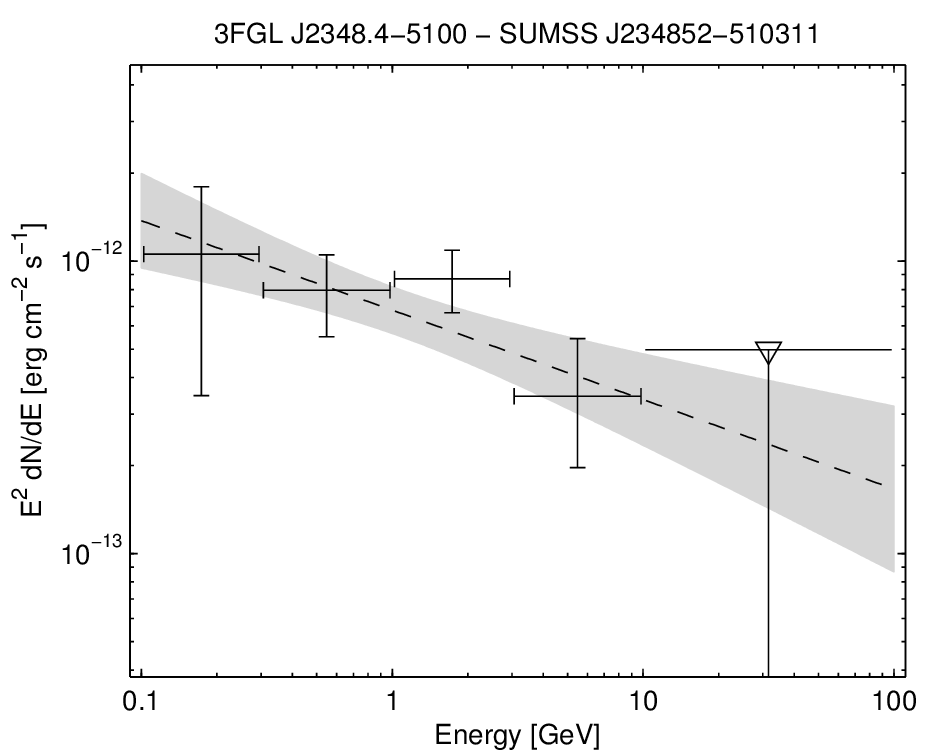 3FGL J2348.4−5100 − SUMSS J234852−510311
E² dN/dE [erg cm⁻² s⁻¹]
10⁻¹²
10⁻¹³
0.1 1 10 100
Energy [GeV]